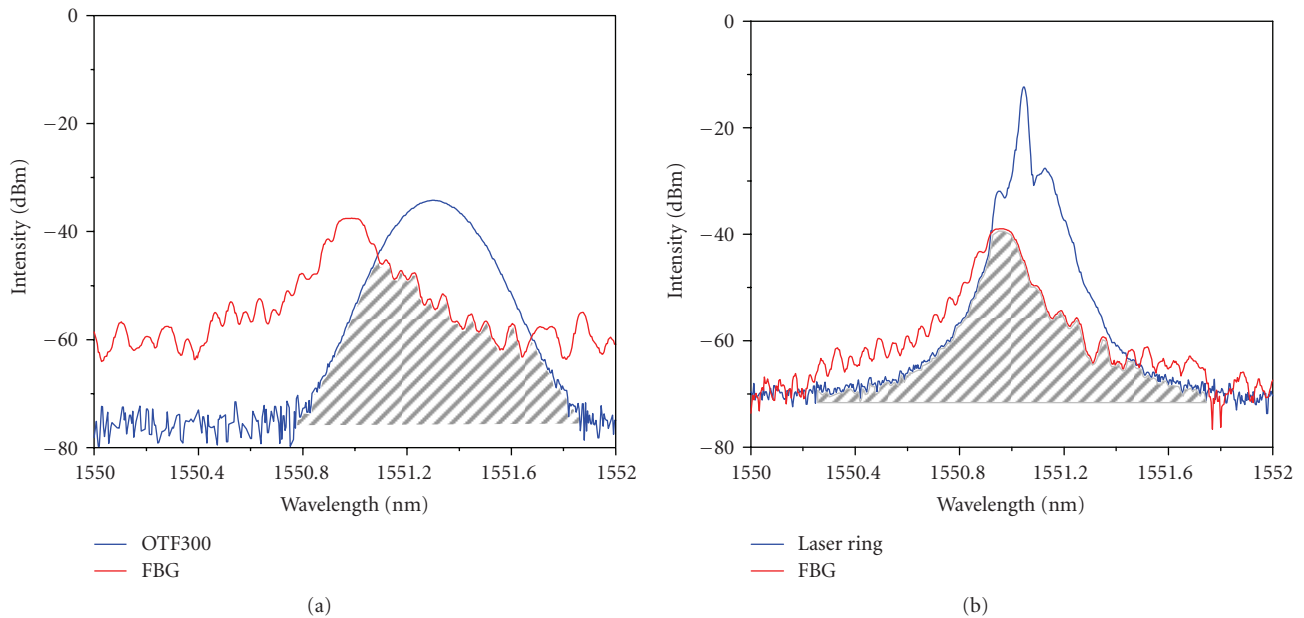 0
−20
−40
−60
−80
Intensity (dBm)
1550
1550.4
1550.8
1551.2
1551.6
1552
Wavelength (nm)
OTF300
FBG
(a)
0
−20
−40
−60
−80
Intensity (dBm)
1550
1550.4
1550.8
1551.2
1551.6
1552
Wavelength (nm)
Laser ring
FBG
(b)